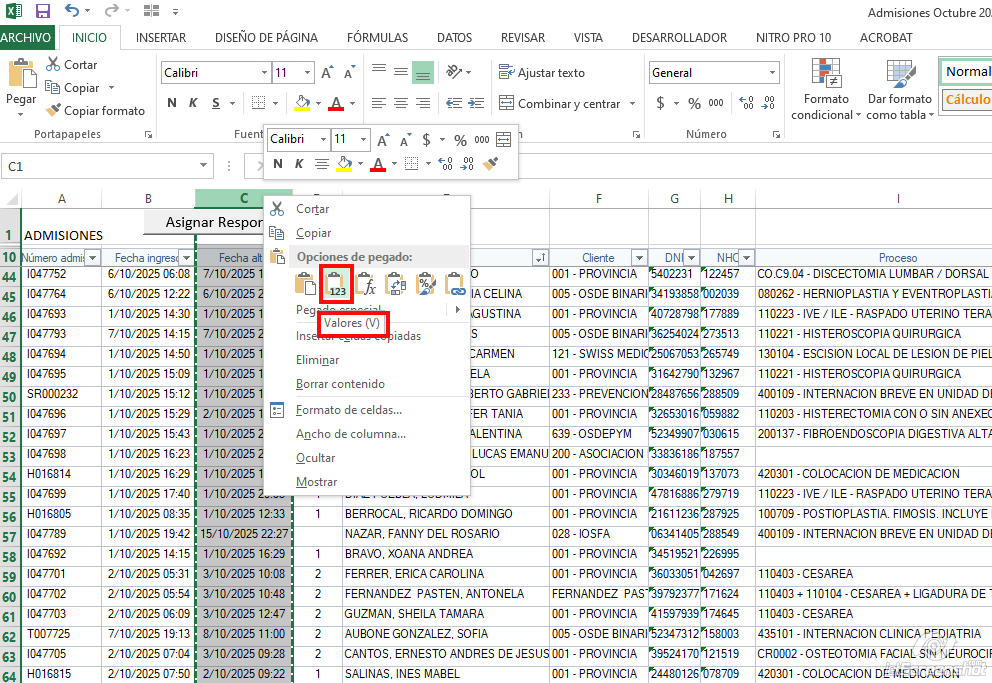 Admisiones Octubre 202
ARCHIVO INICIO INSERTAR DISEÑO DE PÁGINA FÓRMULAS DATOS REVISAR VISTA DESARROLLADOR NITRO PRO 10 ACROBAT
Pegar
Cortar
Copiar
Copiar formato
Portapapeles
Calibri 11
N K S
Fuent
Ajustar texto
Combinar y centrar
General
$ % 000
Número
Formato condicional
Dar formato como tabla
Normal
Cálculo
Calibri 11 $ % 000
N K
C1
A B C F G H I
1 ADMISIONES
Asignar Respor
10 Número admis Fecha ingreso Fecha alt Cliente DNI NHC Proceso
44 I047752 6/10/2025 06:08 7/10/2025 1 O 001 - PROVINCIA 5402231 122457 CO.C9.04 - DISCECTOMIA LUMBAR / DORSAL
45 I047764 6/10/2025 12:22 6/10/2025 2 IA CELINA 005 - OSDE BINARI 34193858 002039 080262 - HERNIOPLASTIA Y EVENTROPLASTIA
46 I047693 1/10/2025 14:30 1/10/2025 AGUSTINA 001 - PROVINCIA 40728798 177889 110223 - IVE / ILE - RASPADO UTERINO TERA
47 I047793 7/10/2025 14:15 7/10/2025 2 005 - OSDE BINARI 36254024 273513 110221 - HISTEROSCOPIA QUIRURGICA
48 I047694 1/10/2025 14:50 1/10/2025 1 CARMEN 121 - SWISS MEDIC 25067053 265749 130104 - ESCISION LOCAL DE LESION DE PIEL
49 I047695 1/10/2025 15:09 1/10/2025 1 ELA 001 - PROVINCIA 31642790 132967 110221 - HISTEROSCOPIA QUIRURGICA
50 SR000232 1/10/2025 15:12 1/10/2025 1 BERTO GABRIEL 233 - PREVENCION 28487656 288509 400109 - INTERNACION BREVE EN UNIDAD DE
51 I047696 1/10/2025 15:29 2/10/2025 FER TANIA 001 - PROVINCIA 32653016 059882 110203 - HISTERECTOMIA CON O SIN ANEXEC
52 I047697 1/10/2025 15:43 1/10/2025 2 ALENTINA 639 - OSDEPYM 52349907 030615 200137 - FIBROENDOSCOPIA DIGESTIVA ALTA
53 I047698 1/10/2025 16:23 1/10/2025 2 LUCAS EMANU 200 - ASOCIACION 33836186 187557
54 H016814 1/10/2025 16:29 1/10/2025 OL 001 - PROVINCIA 30346019 137073 420301 - COLOCACION DE MEDICACION
55 I047699 1/10/2025 17:40 1/10/2025 1 001 - PROVINCIA 47816886 279719 110223 - IVE / ILE - RASPADO UTERINO TERA
56 H016805 1/10/2025 08:35 1/10/2025 12:33 1 BERROCAL, RICARDO DOMINGO 001 - PROVINCIA 21611236 287925 100709 - POSTIOPLASTIA. FIMOSIS. INCLUYE
57 I047789 1/10/2025 19:42 15/10/2025 22:27 NAZAR, FANNY DEL ROSARIO 028 - IOSFA 06341405 288549 400109 - INTERNACION BREVE EN UNIDAD DE
58 I047692 1/10/2025 14:15 1/10/2025 16:29 1 BRAVO, XOANA ANDREA 001 - PROVINCIA 34519521 226995
59 I047701 2/10/2025 05:31 3/10/2025 10:08 2 FERRER, ERICA CAROLINA 001 - PROVINCIA 36033051 042697 110403 - CESAREA
60 I047702 2/10/2025 05:54 3/10/2025 10:48 2 FERNANDEZ PASTEN, ANTONELA FERNANDEZ PAST 39792377 171624 110403 + 110104 - CESAREA + LIGADURA DE T
61 I047703 2/10/2025 06:09 3/10/2025 12:47 2 GUZMAN, SHEILA TAMARA 001 - PROVINCIA 41597939 174645 110403 - CESAREA
62 T007725 7/10/2025 19:13 8/10/2025 11:00 2 AUBONE GONZALEZ, SOFIA 005 - OSDE BINARI 52347312 158003 435101 - INTERNACION CLINICA PEDIATRIA
63 I047705 2/10/2025 07:04 3/10/2025 09:28 2 CANTOS, ERNESTO ANDRES DE JESUS 001 - PROVINCIA 39524170 121519 CR0002 - OSTEOTOMIA FACIAL SIN NEUROCIR
64 H016815 2/10/2025 07:50 2/10/2025 09:22 1 SALINAS, INES MABEL 001 - PROVINCIA 24480126 078709 420301 - COLOCACION DE MEDICACION
Cortar
Copiar
Opciones de pegado:
123 fx %
Pegado especial
Valores (V)
Insertar celdas copiadas
Eliminar
Borrar contenido
Formato de celdas...
Ancho de columna...
Ocultar
Mostrar